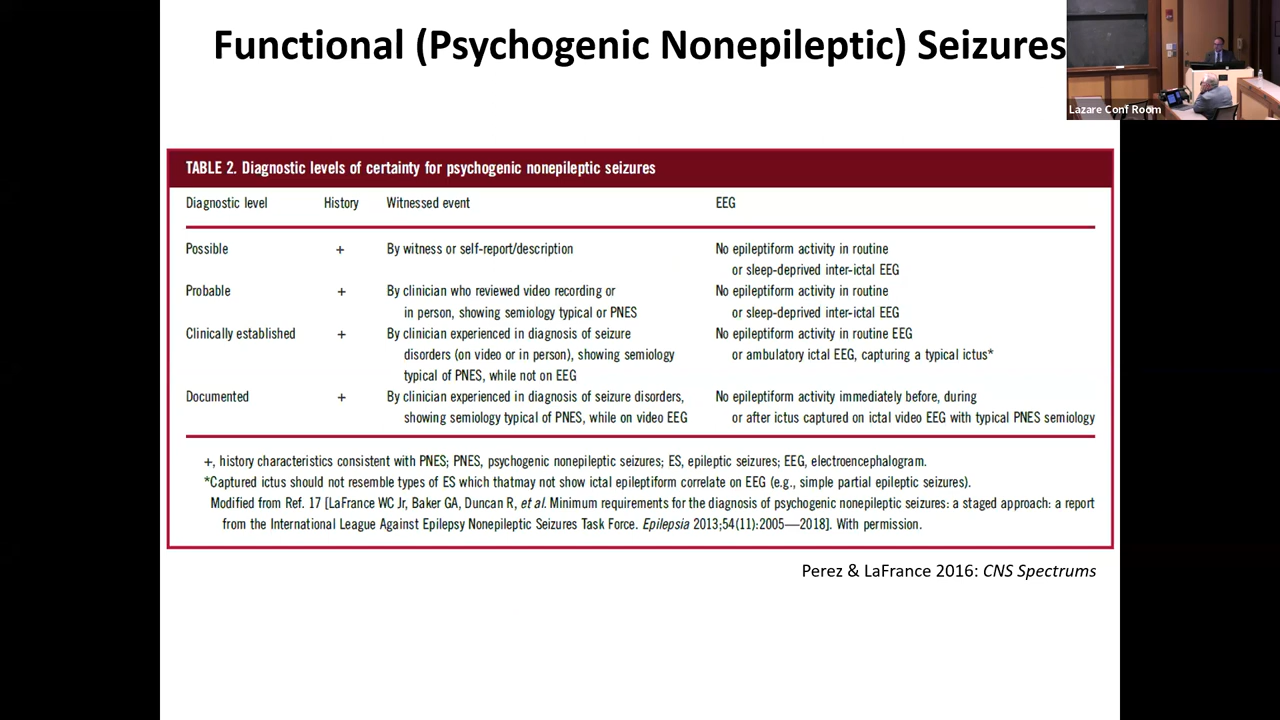 Functional (Psychogenic Nonepileptic) Seizures
Lazare Conf Room
TABLE 2. Diagnostic levels of certainty for psychogenic nonepileptic seizures
Diagnostic level History Witnessed event EEG
Possible + By witness or self-report/description No epileptiform activity in routine
or sleep-deprived inter-ictal EEG
Probable + By clinician who reviewed video recording or No epileptiform activity in routine
in person, showing semiology typical or PNES or sleep-deprived inter-ictal EEG
Clinically established + By clinician experienced in diagnosis of seizure No epileptiform activity in routine EEG
disorders (on video or in person), showing semiology or ambulatory ictal EEG, capturing a typical ictus*
typical of PNES, while not on EEG
Documented + By clinician experienced in diagnosis of seizure disorders, No epileptiform activity immediately before, during
showing semiology typical of PNES, while on video EEG or after ictus captured on ictal video EEG with typical PNES semiology
+, history characteristics consistent with PNES; PNES, psychogenic nonepileptic seizures; ES, epileptic seizures; EEG, electroencephalogram.
*Captured ictus should not resemble types of ES which thatmay not show ictal epileptiform correlate on EEG (e.g., simple partial epileptic seizures).
Modified from Ref. 17 [LaFrance WC Jr, Baker GA, Duncan R, et al. Minimum requirements for the diagnosis of psychogenic nonepileptic seizures: a staged approach: a report
from the International League Against Epilepsy Nonepileptic Seizures Task Force. Epilepsia 2013;54(11):2005—2018]. With permission.
Perez & LaFrance 2016: CNS Spectrums